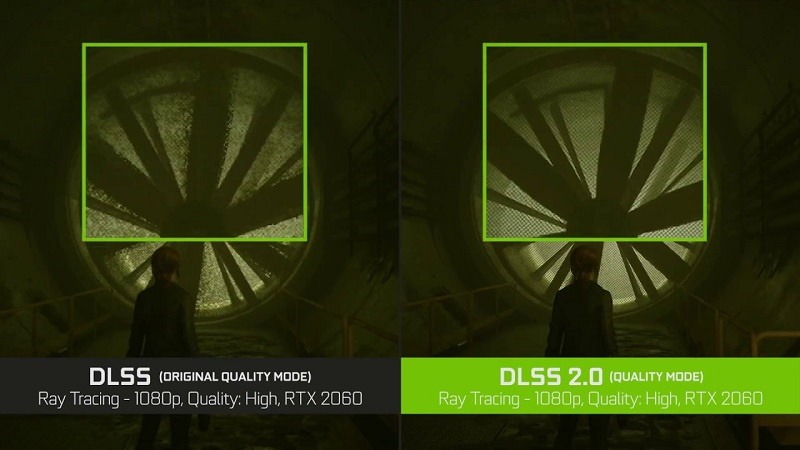 DLSS (ORIGINAL QUALITY MODE)
Ray Tracing - 1080p, Quality: High, RTX 2060
DLSS 2.0 (QUALITY MODE)
Ray Tracing - 1080p, Quality: High, RTX 2060